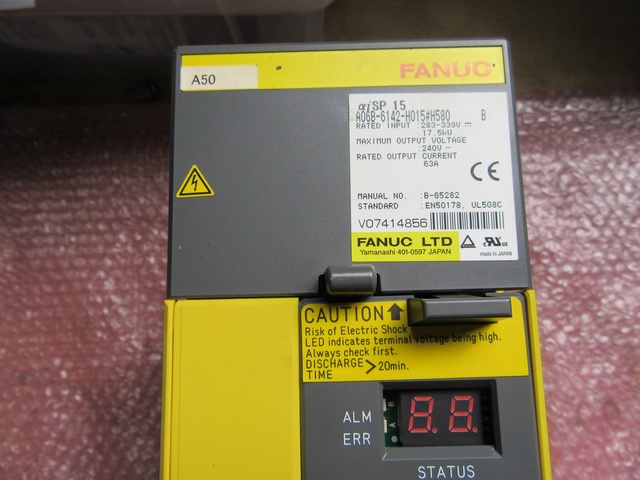 A50
FANUC
αiSP 15
A06B-6142-H015#H580 B
RATED INPUT :283-339V ⎓
17.5kW
MAXIMUM OUTPUT VOLTAGE
:240V ~
RATED OUTPUT CURRENT
63A
CE
MANUAL NO. :B-65282
STANDARD :EN50178, UL508C
V07414856
FANUC LTD
Yamanashi 401-0597 JAPAN
made in JAPAN
CAUTION
Risk of Electric Shock
LED indicates terminal voltage being high.
Always check first.
DISCHARGE TIME >20min.
ALM
ERR
8.8.
STATUS